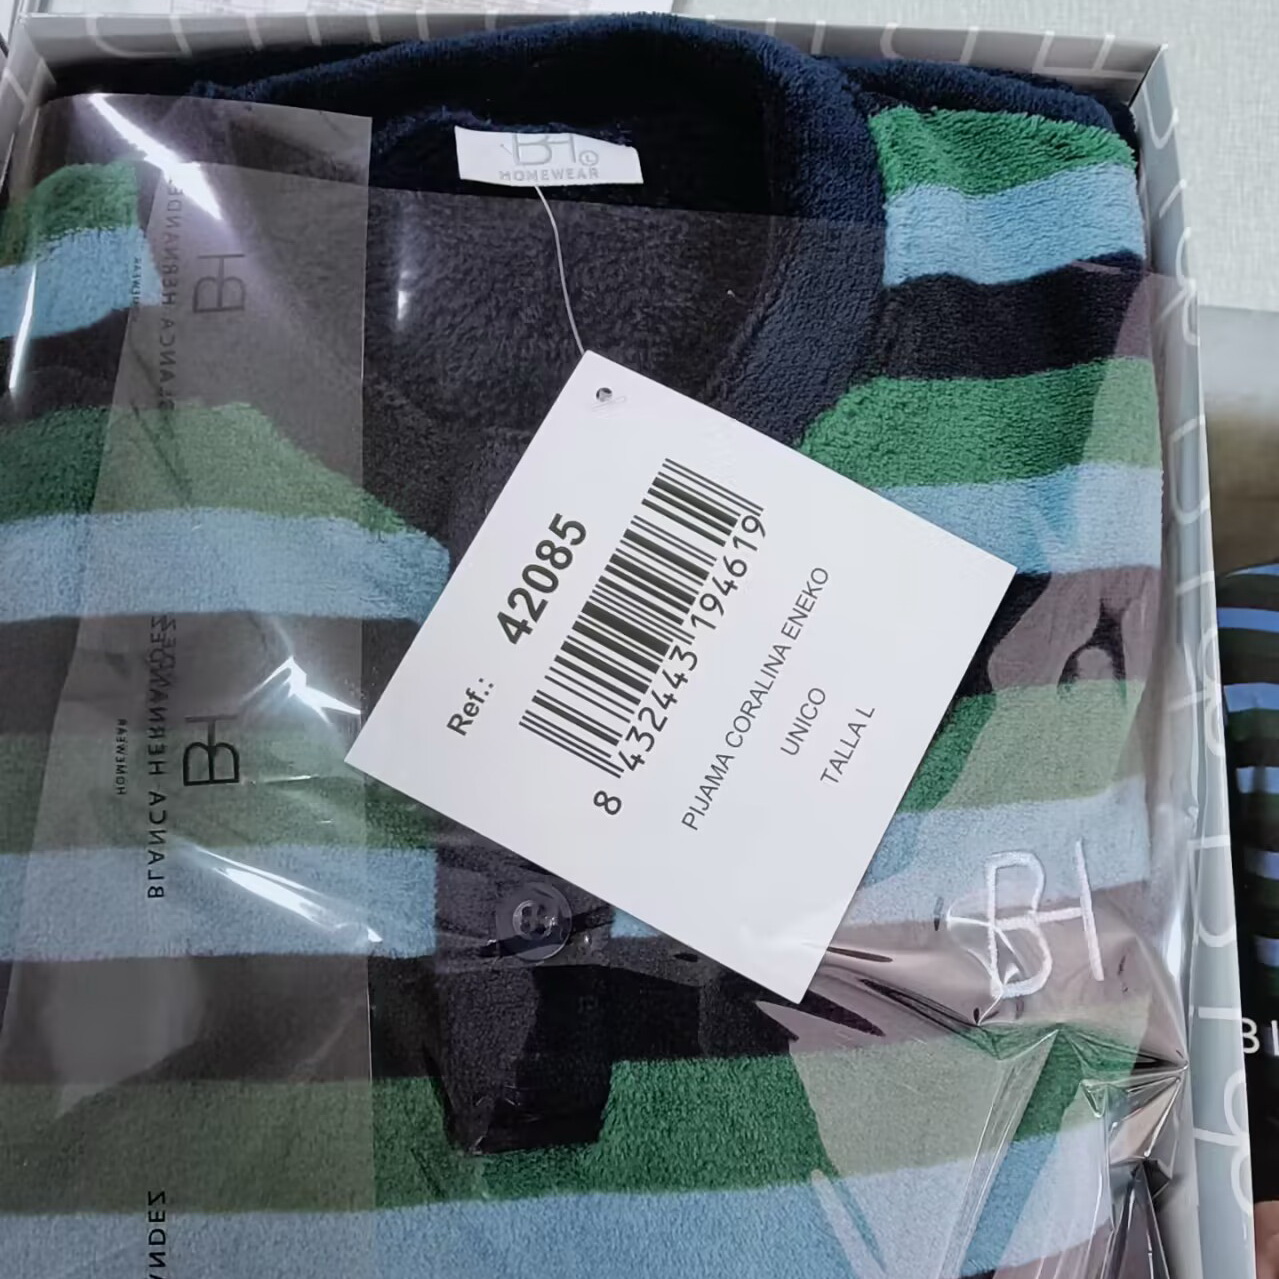 BH L
HOMEWEAR
Ref.: 42085
8 432443 194619
PIJAMA CORALINA ENEKO
UNICO
TALLA L
BH
BLANCA HERNANDEZ
HOMEWEAR
BH
BLANCA HERNANDEZ
HOMEWEAR
BH